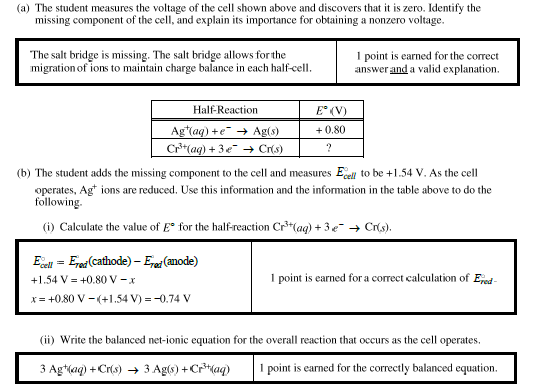 (a) The student measures the voltage of the cell shown above and discovers that it is zero. Identify the
missing component of the cell, and explain its importance for obtaining a nonzero voltage.
The salt bridge is missing. The salt bridge allows for the
migration of ions to maintain charge balance in each half-cell.
1 point is earned for the correct
answer and a valid explanation.
Half-Reaction E° (V)
Ag⁺(aq) + e⁻ → Ag(s) + 0.80
Cr³⁺(aq) + 3 e⁻ → Cr(s) ?
(b) The student adds the missing component to the cell and measures E°cell to be +1.54 V. As the cell
operates, Ag⁺ ions are reduced. Use this information and the information in the table above to do the
following.
(i) Calculate the value of E° for the half-reaction Cr³⁺(aq) + 3 e⁻ → Cr(s).
E°cell = E°red(cathode) − E°red(anode)
+1.54 V = +0.80 V − x
x = +0.80 V − (+1.54 V) = −0.74 V
1 point is earned for a correct calculation of E°red.
(ii) Write the balanced net-ionic equation for the overall reaction that occurs as the cell operates.
3 Ag⁺(aq) + Cr(s) → 3 Ag(s) + Cr³⁺(aq) 1 point is earned for the correctly balanced equation.